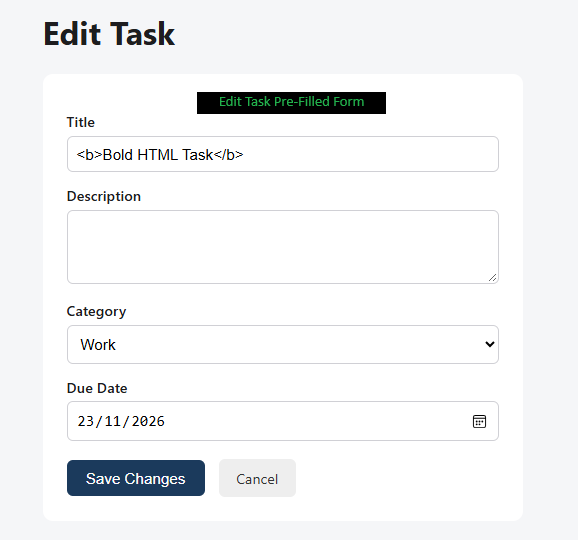 Edit Task
Edit Task Pre-Filled Form
Title
<b>Bold HTML Task</b>
Description
Category
Work
Due Date
23/11/2026
Save Changes
Cancel